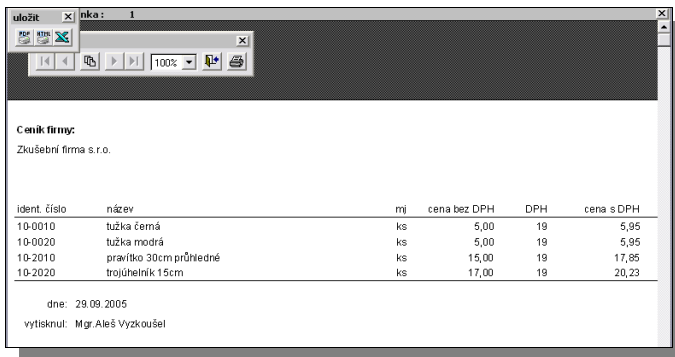 uložit
nka: 1
PDF HTML
100%
Ceník firmy:
Zkušební firma s.r.o.
ident. číslo název mj cena bez DPH DPH cena s DPH
10-0010 tužka černá ks 5,00 19 5,95
10-0020 tužka modrá ks 5,00 19 5,95
10-2010 pravítko 30cm průhledné ks 15,00 19 17,85
10-2020 trojúhelník 15cm ks 17,00 19 20,23
dne: 29.09.2005
vytisknul: Mgr.Aleš Vyzkoušel